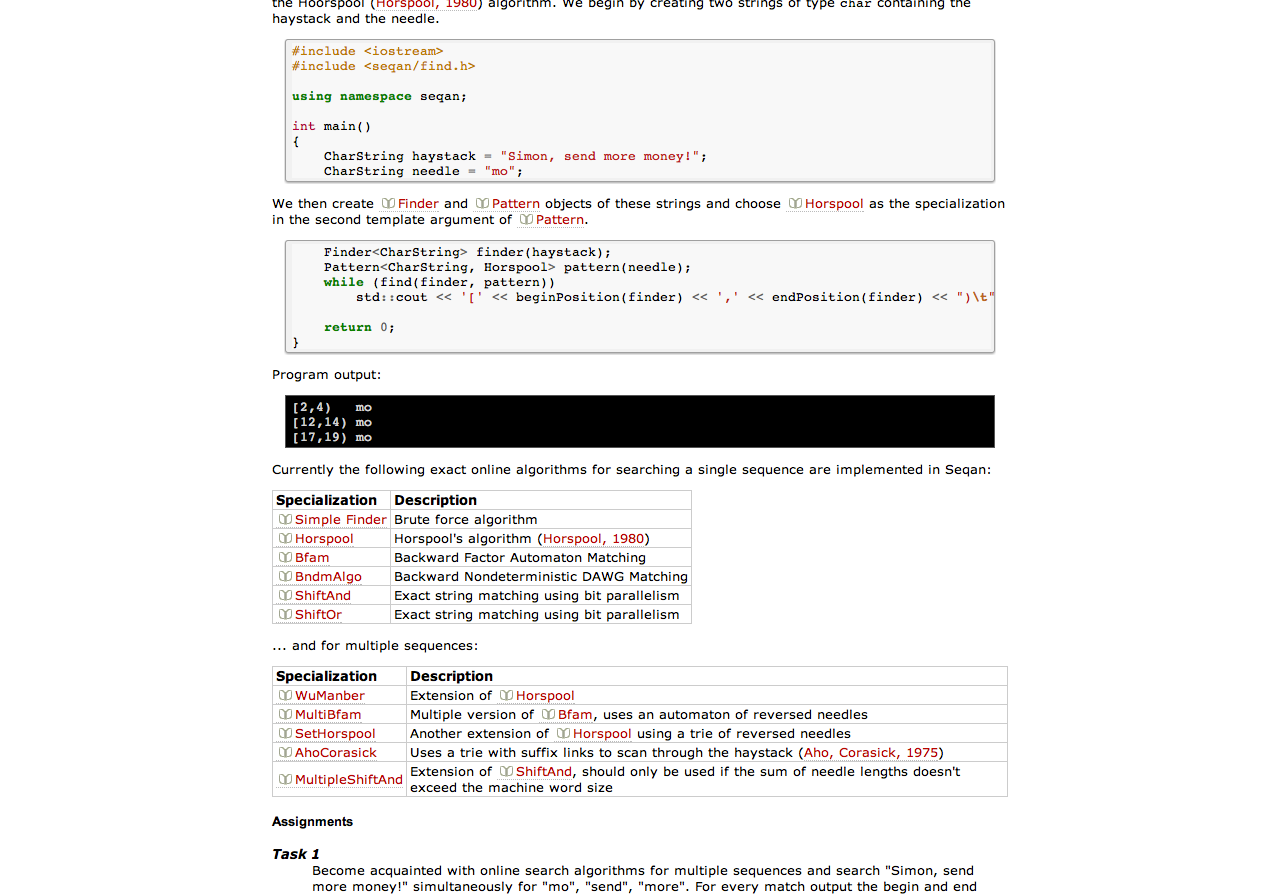 the Hoorspool (Horspool, 1980) algorithm. We begin by creating two strings of type char containing the
haystack and the needle.
#include <iostream>
#include <seqan/find.h>
using namespace seqan;
int main()
{
    CharString haystack = "Simon, send more money!";
    CharString needle = "mo";
We then create Finder and Pattern objects of these strings and choose Horspool as the specialization
in the second template argument of Pattern.
    Finder<CharString> finder(haystack);
    Pattern<CharString, Horspool> pattern(needle);
    while (find(finder, pattern))
        std::cout << '[' << beginPosition(finder) << ',' << endPosition(finder) << ")\t"
    return 0;
}
Program output:
[2,4)   mo
[12,14) mo
[17,19) mo
Currently the following exact online algorithms for searching a single sequence are implemented in Seqan:
Specialization Description
Simple Finder Brute force algorithm
Horspool Horspool's algorithm (Horspool, 1980)
Bfam Backward Factor Automaton Matching
BndmAlgo Backward Nondeterministic DAWG Matching
ShiftAnd Exact string matching using bit parallelism
ShiftOr Exact string matching using bit parallelism
... and for multiple sequences:
Specialization Description
WuManber Extension of Horspool
MultiBfam Multiple version of Bfam, uses an automaton of reversed needles
SetHorspool Another extension of Horspool using a trie of reversed needles
AhoCorasick Uses a trie with suffix links to scan through the haystack (Aho, Corasick, 1975)
MultipleShiftAnd Extension of ShiftAnd, should only be used if the sum of needle lengths doesn't
exceed the machine word size
Assignments
Task 1
Become acquainted with online search algorithms for multiple sequences and search "Simon, send
more money!" simultaneously for "mo", "send", "more". For every match output the begin and end